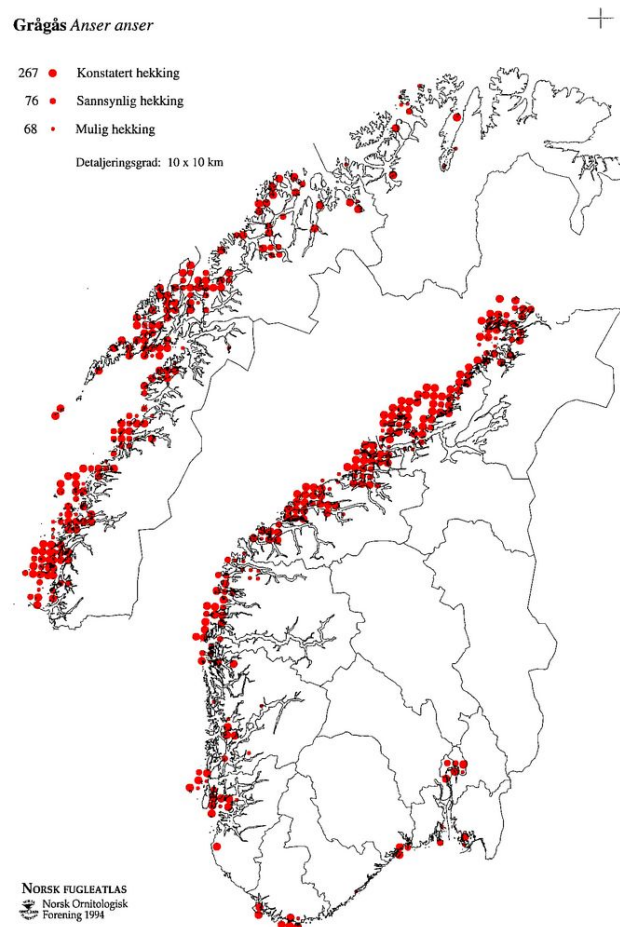 Grågås Anser anser
267 Konstatert hekking
76 Sannsynlig hekking
68 Mulig hekking
Detaljeringsgrad: 10 x 10 km
NORSK FUGLEATLAS
Norsk Ornitologisk
Forening 1994